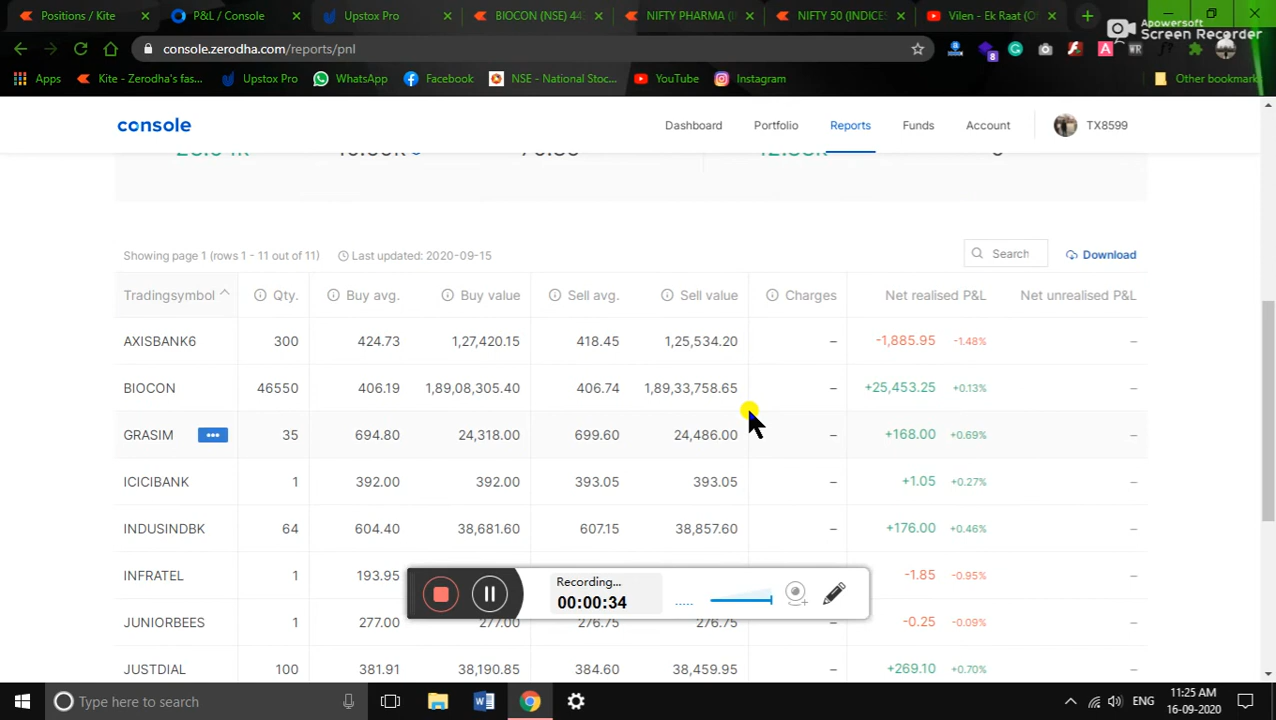 Positions / Kite
P&L / Console
Upstox Pro
BIOCON (NSE) 44
NIFTY PHARMA (IN
NIFTY 50 (INDICES
Vilen - Ek Raat (O
Apowersoft
Screen Recorder
console.zerodha.com/reports/pnl
8
Apps
Kite - Zerodha's fas...
Upstox Pro
WhatsApp
Facebook
NSE - National Stoc...
YouTube
Instagram
Other bookmarks
console
Dashboard
Portfolio
Reports
Funds
Account
TX8599
Showing page 1 (rows 1 - 11 out of 11)
Last updated: 2020-09-15
Search
Download
Tradingsymbol Qty. Buy avg. Buy value Sell avg. Sell value Charges Net realised P&L Net unrealised P&L
AXISBANK6 300 424.73 1,27,420.15 418.45 1,25,534.20 – -1,885.95 -1.48% –
BIOCON 46550 406.19 1,89,08,305.40 406.74 1,89,33,758.65 – +25,453.25 +0.13% –
GRASIM ••• 35 694.80 24,318.00 699.60 24,486.00 – +168.00 +0.69% –
ICICIBANK 1 392.00 392.00 393.05 393.05 – +1.05 +0.27% –
INDUSINDBK 64 604.40 38,681.60 607.15 38,857.60 – +176.00 +0.46% –
INFRATEL 1 193.95 -1.85 -0.95% –
Recording...
00:00:34
JUNIORBEES 1 277.00 277.00 276.75 276.75 – -0.25 -0.09% –
JUSTDIAL 100 381.91 38,190.85 384.60 38,459.95 – +269.10 +0.70% –
Type here to search
ENG
11:25 AM
16-09-2020